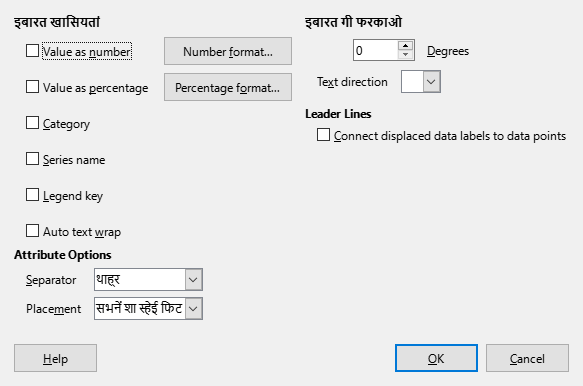 इबारत खासियतां
Value as number
Number format...
Value as percentage
Percentage format...
Category
Series name
Legend key
Auto text wrap
Attribute Options
Separator थाह्‌र
Placement सभनें शा स्हेई फिट
इबारत गी फरकाओ
0 Degrees
Text direction
Leader Lines
Connect displaced data labels to data points
Help
OK
Cancel